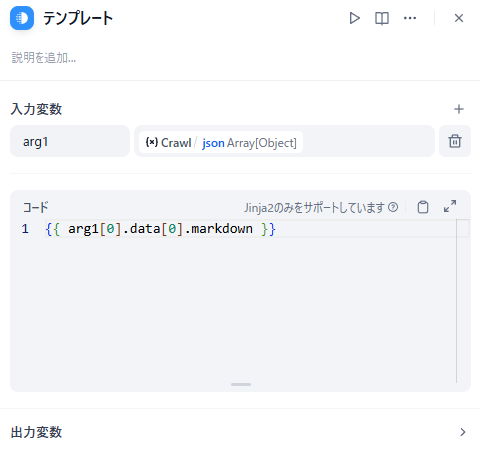 テンプレート
説明を追加...
入力変数
arg1 {x} Crawl / json Array[Object]
コード Jinja2のみをサポートしています
1 {{ arg1[0].data[0].markdown }}
出力変数